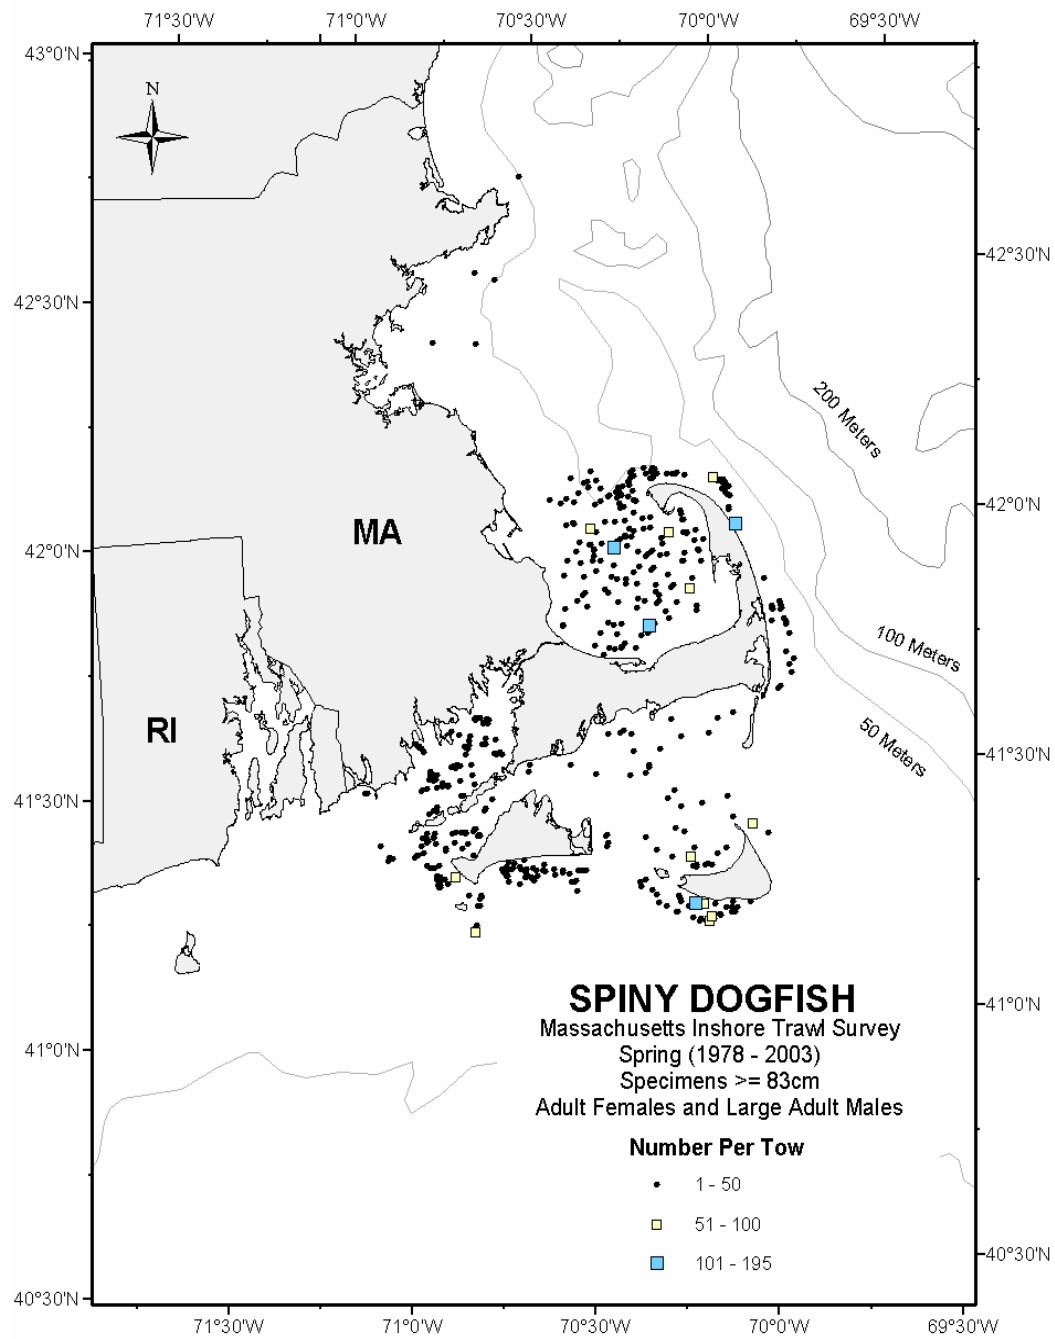 71°30'W 71°0'W 70°30'W 70°0'W 69°30'W
43°0'N
N
42°30'N
42°30'N
200 Meters
42°0'N
MA
42°0'N
100 Meters
RI
50 Meters
41°30'N
41°30'N
SPINY DOGFISH
41°0'N
Massachusetts Inshore Trawl Survey
41°0'N
Spring (1978 - 2003)
Specimens >= 83cm
Adult Females and Large Adult Males
Number Per Tow
1 - 50
51 - 100
40°30'N
101 - 195
40°30'N
71°30'W 71°0'W 70°30'W 70°0'W 69°30'W